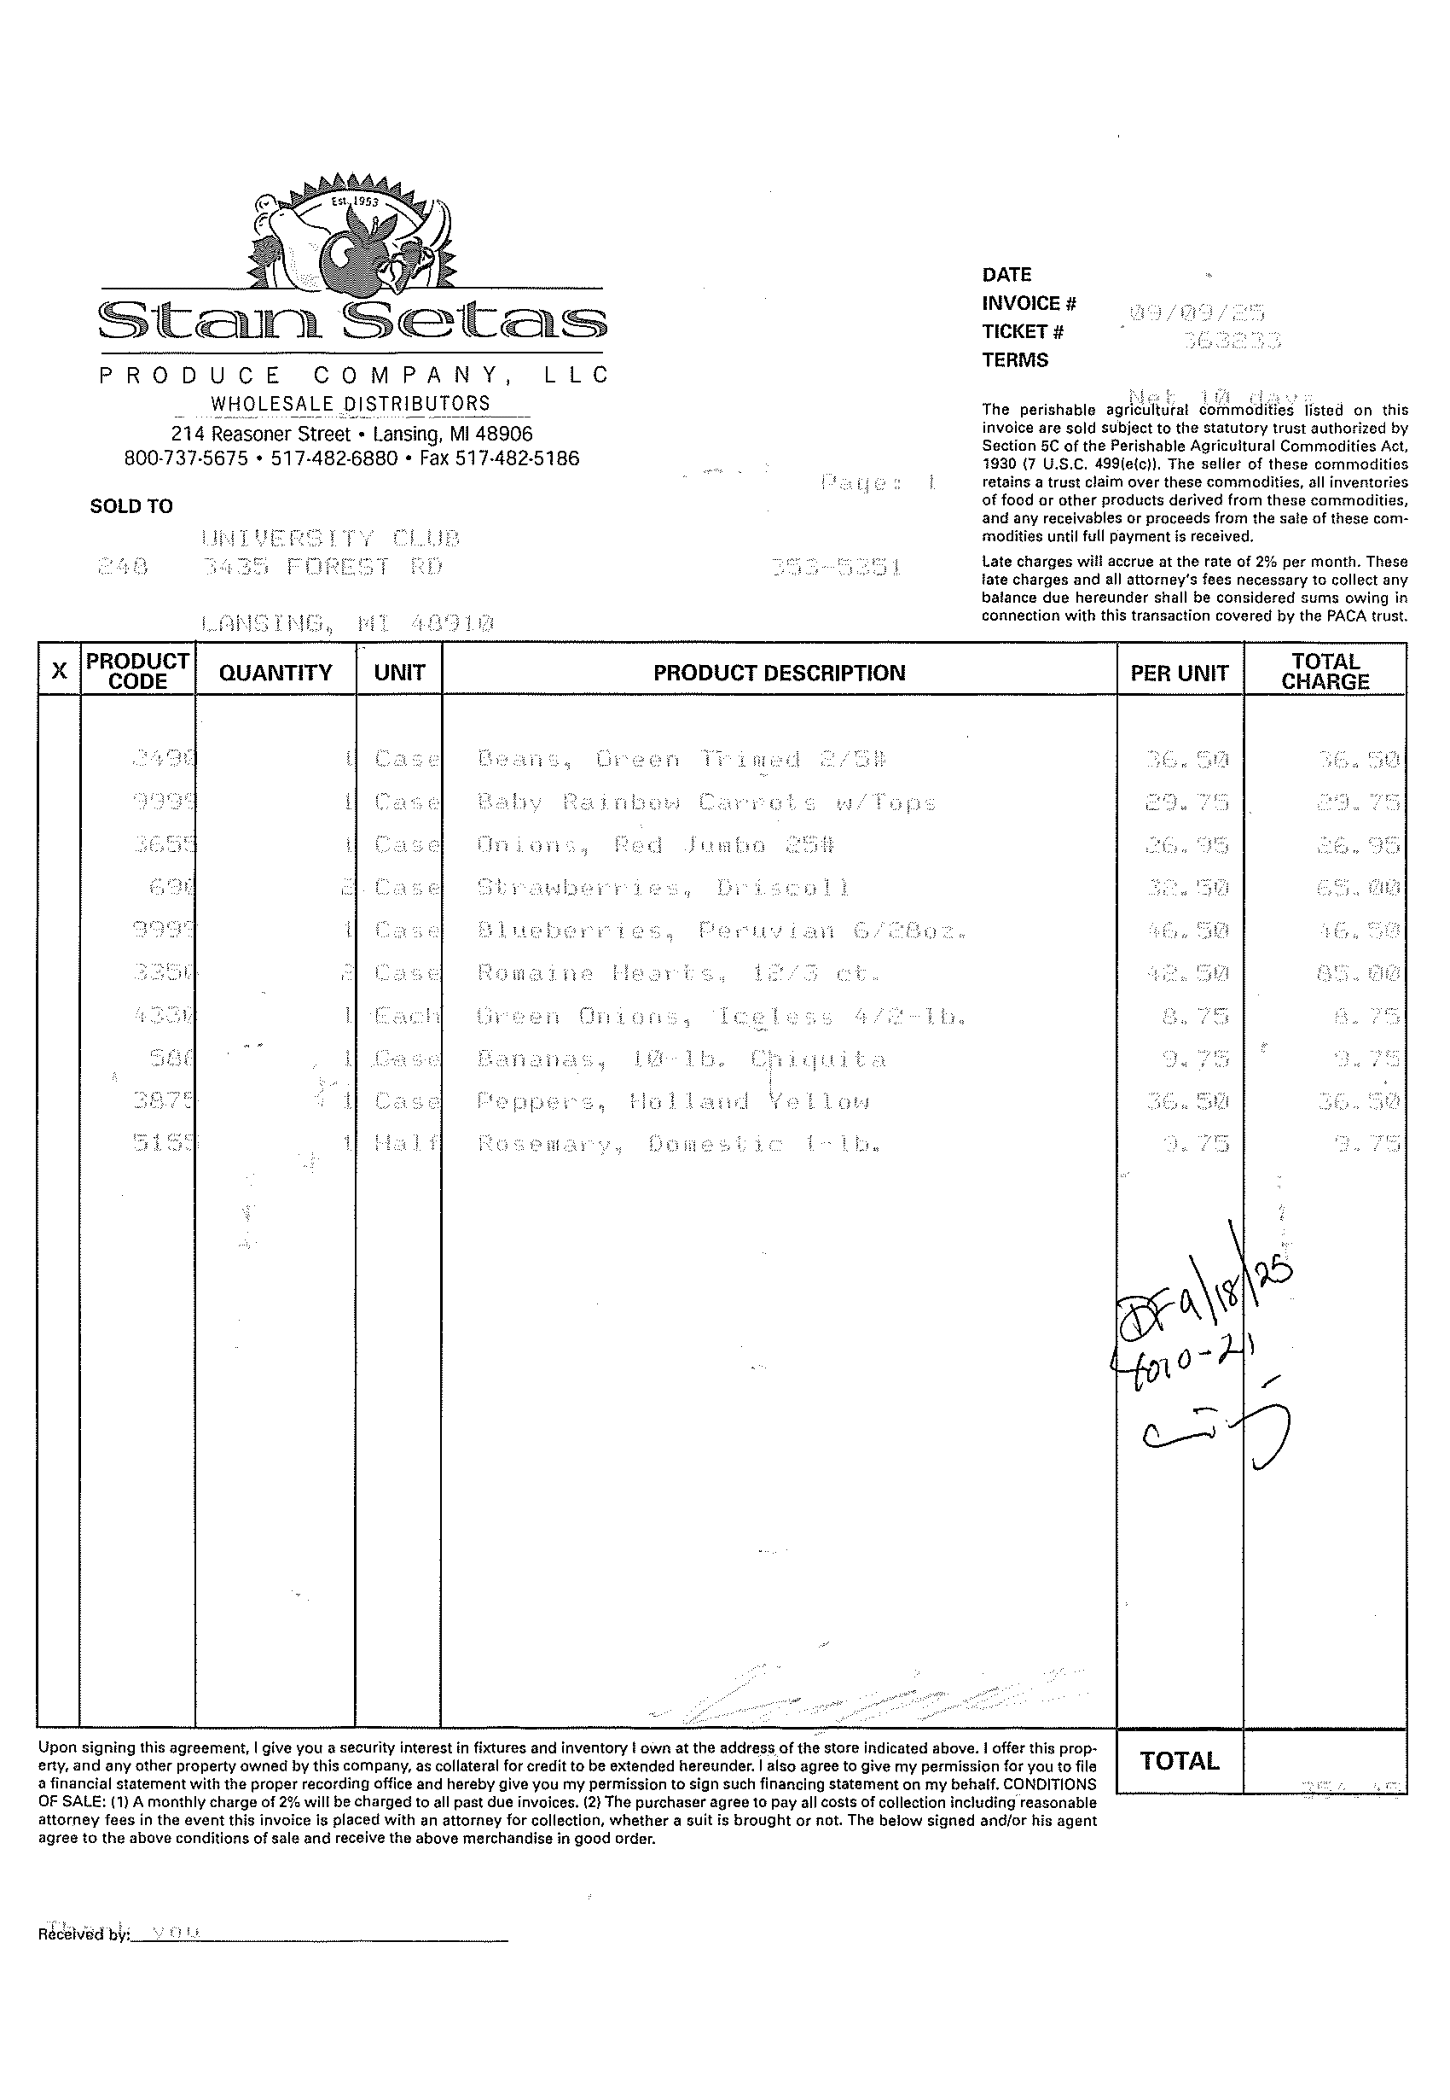 Est. 1953
Stan Setas
PRODUCE COMPANY, LLC
WHOLESALE DISTRIBUTORS
214 Reasoner Street • Lansing, MI 48906
800-737-5675 • 517-482-6880 • Fax 517-482-5186
DATE
INVOICE # 09/09/25
TICKET # 363233
TERMS
Net 10 days
The perishable agricultural commodities listed on this
invoice are sold subject to the statutory trust authorized by
Section 5C of the Perishable Agricultural Commodities Act,
1930 (7 U.S.C. 499(e(c)). The seller of these commodities
retains a trust claim over these commodities, all inventories
of food or other products derived from these commodities,
and any receivables or proceeds from the sale of these com-
modities until full payment is received.
Late charges will accrue at the rate of 2% per month. These
late charges and all attorney's fees necessary to collect any
balance due hereunder shall be considered sums owing in
connection with this transaction covered by the PACA trust.
Page: 1
SOLD TO
UNIVERSITY CLUB
240 3435 FOREST RD 353-5351
LANSING, MI 48910
X PRODUCT CODE QUANTITY UNIT PRODUCT DESCRIPTION PER UNIT TOTAL CHARGE
2490 1 Case Beans, Green Trimed 2/5# 36.50 36.50
9999 1 Case Baby Rainbow Carrots w/Tops 29.75 29.75
3655 1 Case Onions, Red Jumbo 25# 26.95 26.95
690 2 Case Strawberries, Driscoll 32.50 65.00
9999 1 Case Blueberries, Peruvian 6/28oz. 46.50 46.50
3350 2 Case Romaine Hearts, 12/3 ct. 42.50 85.00
4330 1 Each Green Onions, Iceless 4/2-lb. 8.75 8.75
586 1 Case Bananas, 10-lb. Chiquita 9.75 9.75
3875 1 Case Peppers, Holland Yellow 36.50 36.50
5155 1 Half Rosemary, Domestic 1-lb. 9.75 9.75
DF 9/18/25
4010-21
TOTAL
354.45
Upon signing this agreement, I give you a security interest in fixtures and inventory I own at the address of the store indicated above. I offer this prop-
erty, and any other property owned by this company, as collateral for credit to be extended hereunder. I also agree to give my permission for you to file
a financial statement with the proper recording office and hereby give you my permission to sign such financing statement on my behalf. CONDITIONS
OF SALE: (1) A monthly charge of 2% will be charged to all past due invoices. (2) The purchaser agree to pay all costs of collection including reasonable
attorney fees in the event this invoice is placed with an attorney for collection, whether a suit is brought or not. The below signed and/or his agent
agree to the above conditions of sale and receive the above merchandise in good order.
Thank you
Received by: